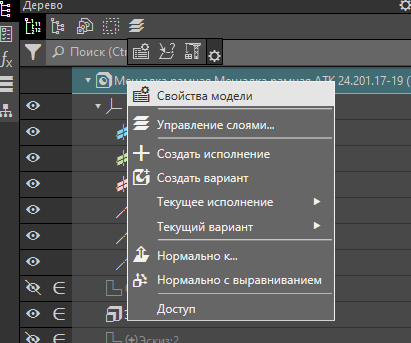 Дерево
Поиск (Ctr
Мешалка рамная Мешалка рамная АТК 24.201.17-19 (
Свойства модели
Управление слоями...
Создать исполнение
Создать вариант
Текущее исполнение
Текущий вариант
Нормально к...
Нормально с выравниванием
Доступ
(+)Эскиз:2